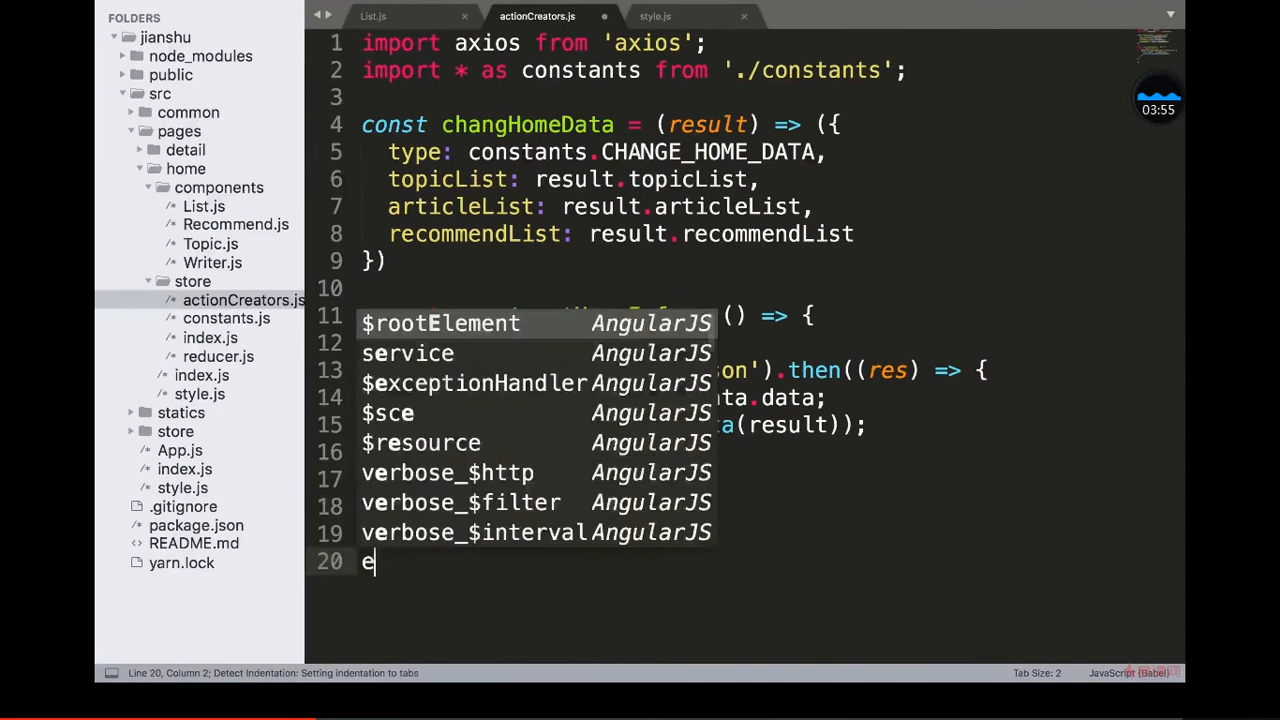 FOLDERS
jianshu
node_modules
public
src
common
pages
detail
home
components
List.js
Recommend.js
Topic.js
Writer.js
store
actionCreators.js
constants.js
index.js
reducer.js
index.js
style.js
statics
store
App.js
index.js
style.js
.gitignore
package.json
README.md
yarn.lock
List.js
actionCreators.js
style.js
03:55
1 import axios from 'axios';
2 import * as constants from './constants';
3
4 const changHomeData = (result) => ({
5 type: constants.CHANGE_HOME_DATA,
6 topicList: result.topicList,
7 articleList: result.articleList,
8 recommendList: result.recommendList
9 })
10
11 () => {
12
13 on').then((res) => {
14 ta.data;
15 ta(result));
16
17
18
19
20 e
$rootElement AngularJS
service AngularJS
$exceptionHandler AngularJS
$sce AngularJS
$resource AngularJS
verbose_$http AngularJS
verbose_$filter AngularJS
verbose_$interval AngularJS
Line 20, Column 2; Detect Indentation: Setting indentation to tabs
Tab Size: 2
JavaScript (Babel)